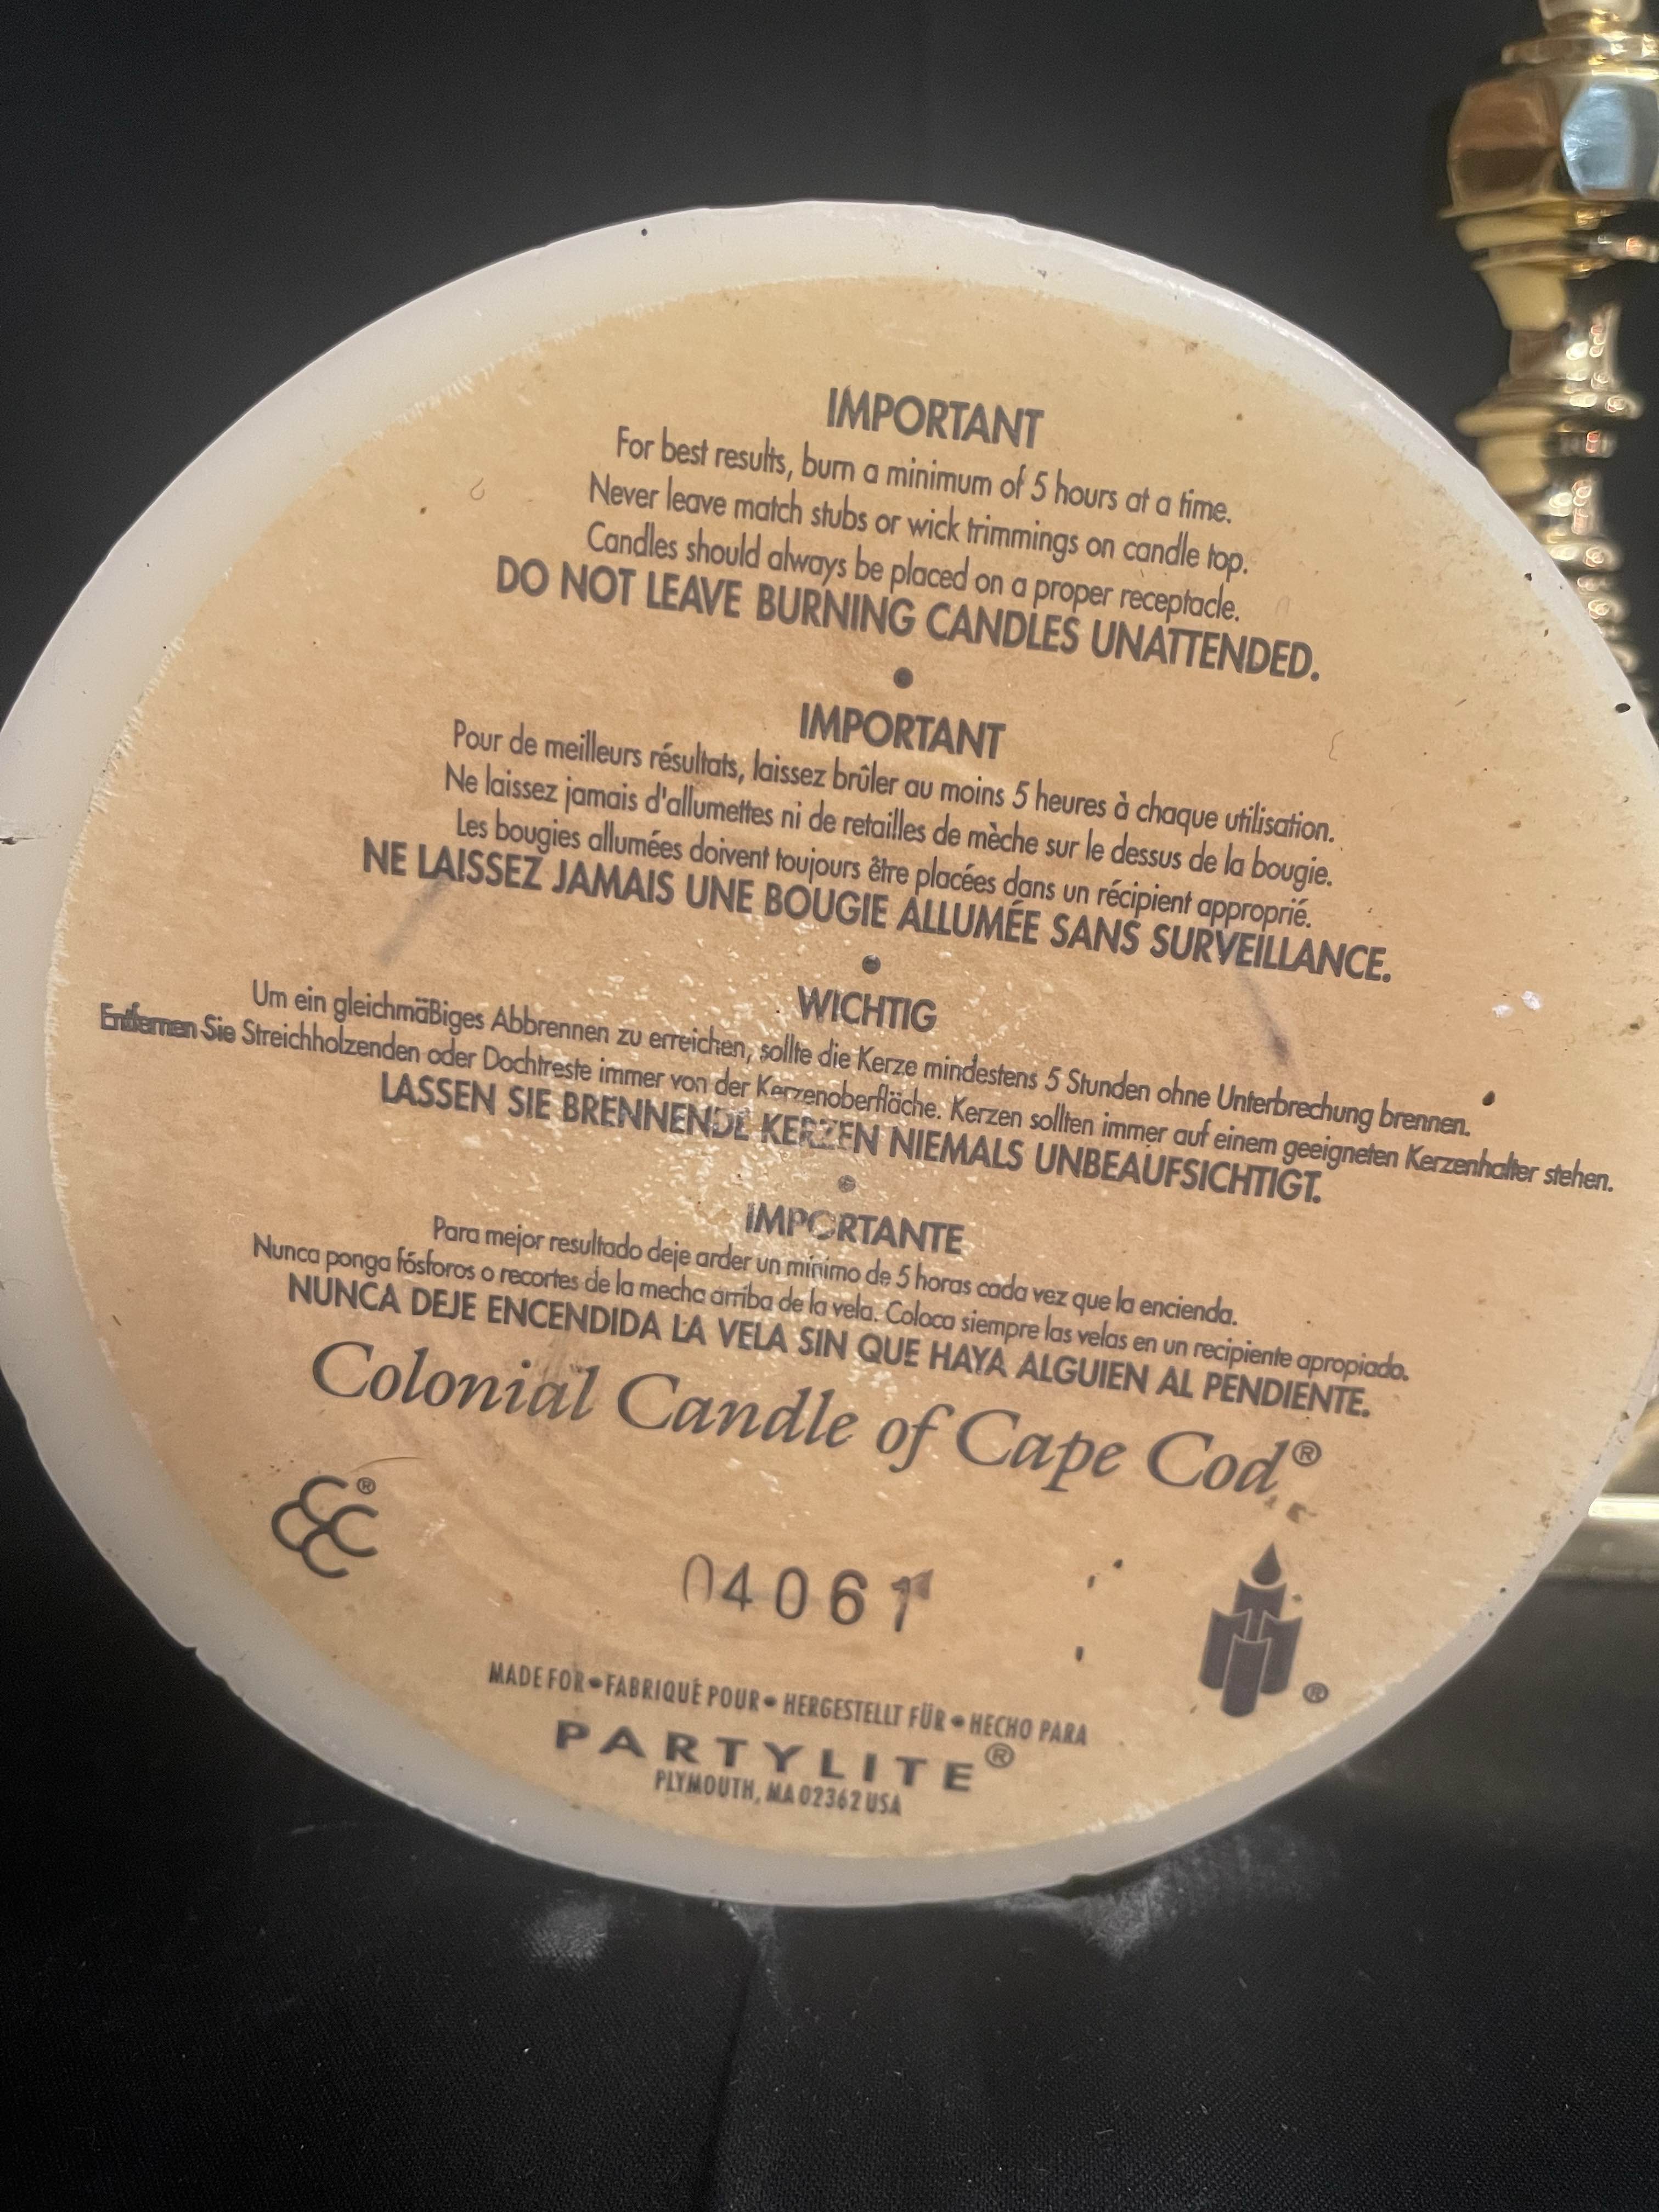 IMPORTANT
For best results, burn a minimum of 5 hours at a time.
Never leave match stubs or wick trimmings on candle top.
Candles should always be placed on a proper receptacle.
DO NOT LEAVE BURNING CANDLES UNATTENDED.
•
IMPORTANT
Pour de meilleurs résultats, laissez brûler au moins 5 heures à chaque utilisation.
Ne laissez jamais d'allumettes ni de retailles de mèche sur le dessus de la bougie.
Les bougies allumées doivent toujours être placées dans un récipient approprié.
NE LAISSEZ JAMAIS UNE BOUGIE ALLUMÉE SANS SURVEILLANCE.
•
WICHTIG
Um ein gleichmäßiges Abbrennen zu erreichen, sollte die Kerze mindestens 5 Stunden ohne Unterbrechung brennen.
Entfernen Sie Streichholzenden oder Dochtreste immer von der Kerzenoberfläche. Kerzen sollten immer auf einem geeigneten Kerzenhalter stehen.
LASSEN SIE BRENNENDE KERZEN NIEMALS UNBEAUFSICHTIGT.
•
IMPORTANTE
Para mejor resultado deje arder un mínimo de 5 horas cada vez que la encienda.
Nunca ponga fósforos o recortes de la mecha arriba de la vela. Coloca siempre las velas en un recipiente apropiado.
NUNCA DEJE ENCENDIDA LA VELA SIN QUE HAYA ALGUIEN AL PENDIENTE.
Colonial Candle of Cape Cod®
CCCC®
04061
®
MADE FOR • FABRIQUÉ POUR • HERGESTELLT FÜR • HECHO PARA
PARTYLITE®
PLYMOUTH, MA 02362 USA